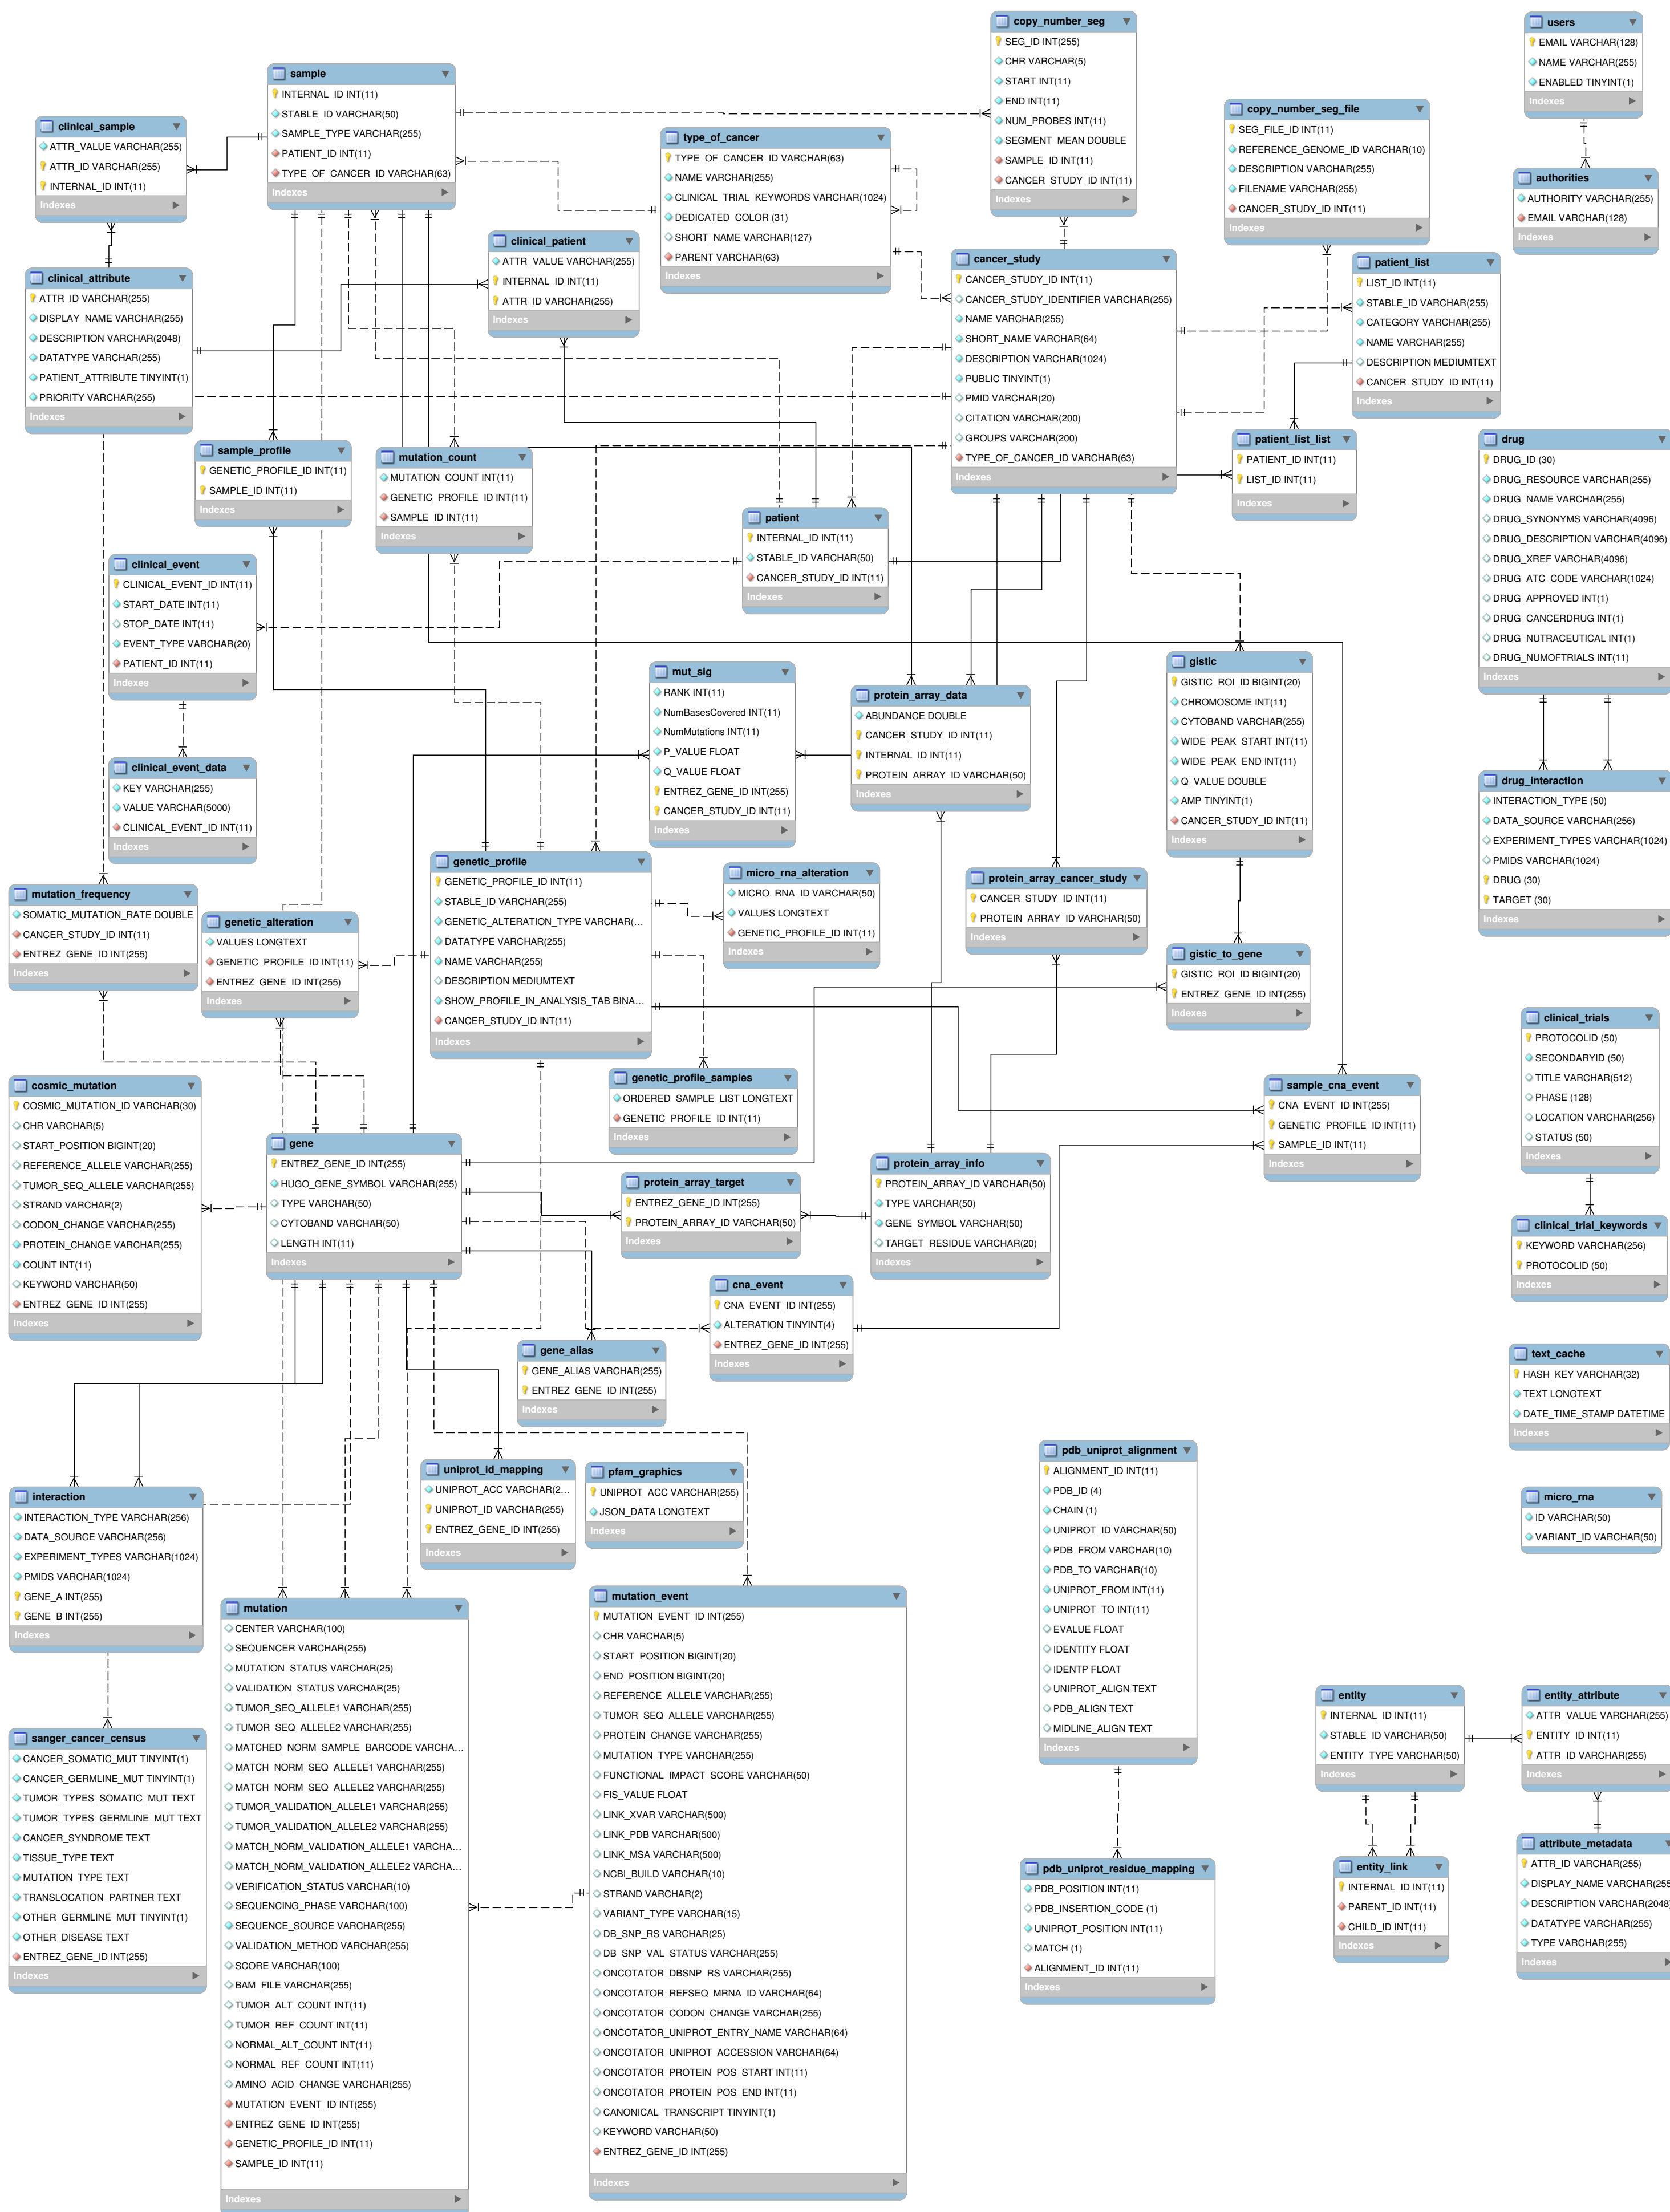 copy_number_seg
SEG_ID INT(255)
CHR VARCHAR(5)
START INT(11)
END INT(11)
NUM_PROBES INT(11)
SEGMENT_MEAN DOUBLE
SAMPLE_ID INT(11)
CANCER_STUDY_ID INT(11)
Indexes
users
EMAIL VARCHAR(128)
NAME VARCHAR(255)
ENABLED TINYINT(1)
Indexes
sample
INTERNAL_ID INT(11)
STABLE_ID VARCHAR(50)
SAMPLE_TYPE VARCHAR(255)
PATIENT_ID INT(11)
TYPE_OF_CANCER_ID VARCHAR(63)
Indexes
copy_number_seg_file
SEG_FILE_ID INT(11)
REFERENCE_GENOME_ID VARCHAR(10)
DESCRIPTION VARCHAR(255)
FILENAME VARCHAR(255)
CANCER_STUDY_ID INT(11)
Indexes
clinical_sample
ATTR_VALUE VARCHAR(255)
ATTR_ID VARCHAR(255)
INTERNAL_ID INT(11)
Indexes
type_of_cancer
TYPE_OF_CANCER_ID VARCHAR(63)
NAME VARCHAR(255)
CLINICAL_TRIAL_KEYWORDS VARCHAR(1024)
DEDICATED_COLOR (31)
SHORT_NAME VARCHAR(127)
PARENT VARCHAR(63)
Indexes
authorities
AUTHORITY VARCHAR(255)
EMAIL VARCHAR(128)
Indexes
clinical_patient
ATTR_VALUE VARCHAR(255)
INTERNAL_ID INT(11)
ATTR_ID VARCHAR(255)
Indexes
cancer_study
CANCER_STUDY_ID INT(11)
CANCER_STUDY_IDENTIFIER VARCHAR(255)
NAME VARCHAR(255)
SHORT_NAME VARCHAR(64)
DESCRIPTION VARCHAR(1024)
PUBLIC TINYINT(1)
PMID VARCHAR(20)
CITATION VARCHAR(200)
GROUPS VARCHAR(200)
TYPE_OF_CANCER_ID VARCHAR(63)
Indexes
patient_list
LIST_ID INT(11)
STABLE_ID VARCHAR(255)
CATEGORY VARCHAR(255)
NAME VARCHAR(255)
DESCRIPTION MEDIUMTEXT
CANCER_STUDY_ID INT(11)
Indexes
clinical_attribute
ATTR_ID VARCHAR(255)
DISPLAY_NAME VARCHAR(255)
DESCRIPTION VARCHAR(2048)
DATATYPE VARCHAR(255)
PATIENT_ATTRIBUTE TINYINT(1)
PRIORITY VARCHAR(255)
Indexes
patient_list_list
PATIENT_ID INT(11)
LIST_ID INT(11)
Indexes
drug
DRUG_ID (30)
DRUG_RESOURCE VARCHAR(255)
DRUG_NAME VARCHAR(255)
DRUG_SYNONYMS VARCHAR(4096)
DRUG_DESCRIPTION VARCHAR(4096)
DRUG_XREF VARCHAR(4096)
DRUG_ATC_CODE VARCHAR(1024)
DRUG_APPROVED INT(1)
DRUG_CANCERDRUG INT(1)
DRUG_NUTRACEUTICAL INT(1)
DRUG_NUMOFTRIALS INT(11)
Indexes
sample_profile
GENETIC_PROFILE_ID INT(11)
SAMPLE_ID INT(11)
Indexes
mutation_count
MUTATION_COUNT INT(11)
GENETIC_PROFILE_ID INT(11)
SAMPLE_ID INT(11)
Indexes
patient
INTERNAL_ID INT(11)
STABLE_ID VARCHAR(50)
CANCER_STUDY_ID INT(11)
Indexes
clinical_event
CLINICAL_EVENT_ID INT(11)
START_DATE INT(11)
STOP_DATE INT(11)
EVENT_TYPE VARCHAR(20)
PATIENT_ID INT(11)
Indexes
mut_sig
RANK INT(11)
NumBasesCovered INT(11)
NumMutations INT(11)
P_VALUE FLOAT
Q_VALUE FLOAT
ENTREZ_GENE_ID INT(255)
CANCER_STUDY_ID INT(11)
Indexes
protein_array_data
ABUNDANCE DOUBLE
CANCER_STUDY_ID INT(11)
INTERNAL_ID INT(11)
PROTEIN_ARRAY_ID VARCHAR(50)
Indexes
gistic
GISTIC_ROI_ID BIGINT(20)
CHROMOSOME INT(11)
CYTOBAND VARCHAR(255)
WIDE_PEAK_START INT(11)
WIDE_PEAK_END INT(11)
Q_VALUE DOUBLE
AMP TINYINT(1)
CANCER_STUDY_ID INT(11)
Indexes
clinical_event_data
KEY VARCHAR(255)
VALUE VARCHAR(5000)
CLINICAL_EVENT_ID INT(11)
Indexes
drug_interaction
INTERACTION_TYPE (50)
DATA_SOURCE VARCHAR(256)
EXPERIMENT_TYPES VARCHAR(1024)
PMIDS VARCHAR(1024)
DRUG (30)
TARGET (30)
Indexes
mutation_frequency
SOMATIC_MUTATION_RATE DOUBLE
CANCER_STUDY_ID INT(11)
ENTREZ_GENE_ID INT(255)
Indexes
genetic_alteration
VALUES LONGTEXT
GENETIC_PROFILE_ID INT(11)
ENTREZ_GENE_ID INT(255)
Indexes
genetic_profile
GENETIC_PROFILE_ID INT(11)
STABLE_ID VARCHAR(255)
GENETIC_ALTERATION_TYPE VARCHAR(...
DATATYPE VARCHAR(255)
NAME VARCHAR(255)
DESCRIPTION MEDIUMTEXT
SHOW_PROFILE_IN_ANALYSIS_TAB BINA...
CANCER_STUDY_ID INT(11)
Indexes
micro_rna_alteration
MICRO_RNA_ID VARCHAR(50)
VALUES LONGTEXT
GENETIC_PROFILE_ID INT(11)
Indexes
protein_array_cancer_study
CANCER_STUDY_ID INT(11)
PROTEIN_ARRAY_ID VARCHAR(50)
Indexes
gistic_to_gene
GISTIC_ROI_ID BIGINT(20)
ENTREZ_GENE_ID INT(255)
Indexes
clinical_trials
PROTOCOLID (50)
SECONDARYID (50)
TITLE VARCHAR(512)
PHASE (128)
LOCATION VARCHAR(256)
STATUS (50)
Indexes
cosmic_mutation
COSMIC_MUTATION_ID VARCHAR(30)
CHR VARCHAR(5)
START_POSITION BIGINT(20)
REFERENCE_ALLELE VARCHAR(255)
TUMOR_SEQ_ALLELE VARCHAR(255)
STRAND VARCHAR(2)
CODON_CHANGE VARCHAR(255)
PROTEIN_CHANGE VARCHAR(255)
COUNT INT(11)
KEYWORD VARCHAR(50)
ENTREZ_GENE_ID INT(255)
Indexes
genetic_profile_samples
ORDERED_SAMPLE_LIST LONGTEXT
GENETIC_PROFILE_ID INT(11)
Indexes
sample_cna_event
CNA_EVENT_ID INT(255)
GENETIC_PROFILE_ID INT(11)
SAMPLE_ID INT(11)
Indexes
gene
ENTREZ_GENE_ID INT(255)
HUGO_GENE_SYMBOL VARCHAR(255)
TYPE VARCHAR(50)
CYTOBAND VARCHAR(50)
LENGTH INT(11)
Indexes
protein_array_target
ENTREZ_GENE_ID INT(255)
PROTEIN_ARRAY_ID VARCHAR(50)
Indexes
protein_array_info
PROTEIN_ARRAY_ID VARCHAR(50)
TYPE VARCHAR(50)
GENE_SYMBOL VARCHAR(50)
TARGET_RESIDUE VARCHAR(20)
Indexes
clinical_trial_keywords
KEYWORD VARCHAR(256)
PROTOCOLID (50)
Indexes
cna_event
CNA_EVENT_ID INT(255)
ALTERATION TINYINT(4)
ENTREZ_GENE_ID INT(255)
Indexes
gene_alias
GENE_ALIAS VARCHAR(255)
ENTREZ_GENE_ID INT(255)
Indexes
text_cache
HASH_KEY VARCHAR(32)
TEXT LONGTEXT
DATE_TIME_STAMP DATETIME
Indexes
uniprot_id_mapping
UNIPROT_ACC VARCHAR(2...
UNIPROT_ID VARCHAR(255)
ENTREZ_GENE_ID INT(255)
Indexes
pfam_graphics
UNIPROT_ACC VARCHAR(255)
JSON_DATA LONGTEXT
Indexes
pdb_uniprot_alignment
ALIGNMENT_ID INT(11)
PDB_ID (4)
CHAIN (1)
UNIPROT_ID VARCHAR(50)
PDB_FROM VARCHAR(10)
PDB_TO VARCHAR(10)
UNIPROT_FROM INT(11)
UNIPROT_TO INT(11)
EVALUE FLOAT
IDENTITY FLOAT
IDENTP FLOAT
UNIPROT_ALIGN TEXT
PDB_ALIGN TEXT
MIDLINE_ALIGN TEXT
Indexes
micro_rna
ID VARCHAR(50)
VARIANT_ID VARCHAR(50)
interaction
INTERACTION_TYPE VARCHAR(256)
DATA_SOURCE VARCHAR(256)
EXPERIMENT_TYPES VARCHAR(1024)
PMIDS VARCHAR(1024)
GENE_A INT(255)
GENE_B INT(255)
Indexes
mutation
CENTER VARCHAR(100)
SEQUENCER VARCHAR(255)
MUTATION_STATUS VARCHAR(25)
VALIDATION_STATUS VARCHAR(25)
TUMOR_SEQ_ALLELE1 VARCHAR(255)
TUMOR_SEQ_ALLELE2 VARCHAR(255)
MATCHED_NORM_SAMPLE_BARCODE VARCHA...
MATCH_NORM_SEQ_ALLELE1 VARCHAR(255)
MATCH_NORM_SEQ_ALLELE2 VARCHAR(255)
TUMOR_VALIDATION_ALLELE1 VARCHAR(255)
TUMOR_VALIDATION_ALLELE2 VARCHAR(255)
MATCH_NORM_VALIDATION_ALLELE1 VARCHA...
MATCH_NORM_VALIDATION_ALLELE2 VARCHA...
VERIFICATION_STATUS VARCHAR(10)
SEQUENCING_PHASE VARCHAR(100)
SEQUENCE_SOURCE VARCHAR(255)
VALIDATION_METHOD VARCHAR(255)
SCORE VARCHAR(100)
BAM_FILE VARCHAR(255)
TUMOR_ALT_COUNT INT(11)
TUMOR_REF_COUNT INT(11)
NORMAL_ALT_COUNT INT(11)
NORMAL_REF_COUNT INT(11)
AMINO_ACID_CHANGE VARCHAR(255)
MUTATION_EVENT_ID INT(255)
ENTREZ_GENE_ID INT(255)
GENETIC_PROFILE_ID INT(11)
SAMPLE_ID INT(11)
Indexes
mutation_event
MUTATION_EVENT_ID INT(255)
CHR VARCHAR(5)
START_POSITION BIGINT(20)
END_POSITION BIGINT(20)
REFERENCE_ALLELE VARCHAR(255)
TUMOR_SEQ_ALLELE VARCHAR(255)
PROTEIN_CHANGE VARCHAR(255)
MUTATION_TYPE VARCHAR(255)
FUNCTIONAL_IMPACT_SCORE VARCHAR(50)
FIS_VALUE FLOAT
LINK_XVAR VARCHAR(500)
LINK_PDB VARCHAR(500)
LINK_MSA VARCHAR(500)
NCBI_BUILD VARCHAR(10)
STRAND VARCHAR(2)
VARIANT_TYPE VARCHAR(15)
DB_SNP_RS VARCHAR(25)
DB_SNP_VAL_STATUS VARCHAR(255)
ONCOTATOR_DBSNP_RS VARCHAR(255)
ONCOTATOR_REFSEQ_MRNA_ID VARCHAR(64)
ONCOTATOR_CODON_CHANGE VARCHAR(255)
ONCOTATOR_UNIPROT_ENTRY_NAME VARCHAR(64)
ONCOTATOR_UNIPROT_ACCESSION VARCHAR(64)
ONCOTATOR_PROTEIN_POS_START INT(11)
ONCOTATOR_PROTEIN_POS_END INT(11)
CANONICAL_TRANSCRIPT TINYINT(1)
KEYWORD VARCHAR(50)
ENTREZ_GENE_ID INT(255)
Indexes
sanger_cancer_census
CANCER_SOMATIC_MUT TINYINT(1)
CANCER_GERMLINE_MUT TINYINT(1)
TUMOR_TYPES_SOMATIC_MUT TEXT
TUMOR_TYPES_GERMLINE_MUT TEXT
CANCER_SYNDROME TEXT
TISSUE_TYPE TEXT
MUTATION_TYPE TEXT
TRANSLOCATION_PARTNER TEXT
OTHER_GERMLINE_MUT TINYINT(1)
OTHER_DISEASE TEXT
ENTREZ_GENE_ID INT(255)
Indexes
entity
INTERNAL_ID INT(11)
STABLE_ID VARCHAR(50)
ENTITY_TYPE VARCHAR(50)
Indexes
entity_attribute
ATTR_VALUE VARCHAR(255)
ENTITY_ID INT(11)
ATTR_ID VARCHAR(255)
Indexes
pdb_uniprot_residue_mapping
PDB_POSITION INT(11)
PDB_INSERTION_CODE (1)
UNIPROT_POSITION INT(11)
MATCH (1)
ALIGNMENT_ID INT(11)
Indexes
entity_link
INTERNAL_ID INT(11)
PARENT_ID INT(11)
CHILD_ID INT(11)
Indexes
attribute_metadata
ATTR_ID VARCHAR(255)
DISPLAY_NAME VARCHAR(255
DESCRIPTION VARCHAR(2048
DATATYPE VARCHAR(255)
TYPE VARCHAR(255)
Indexes